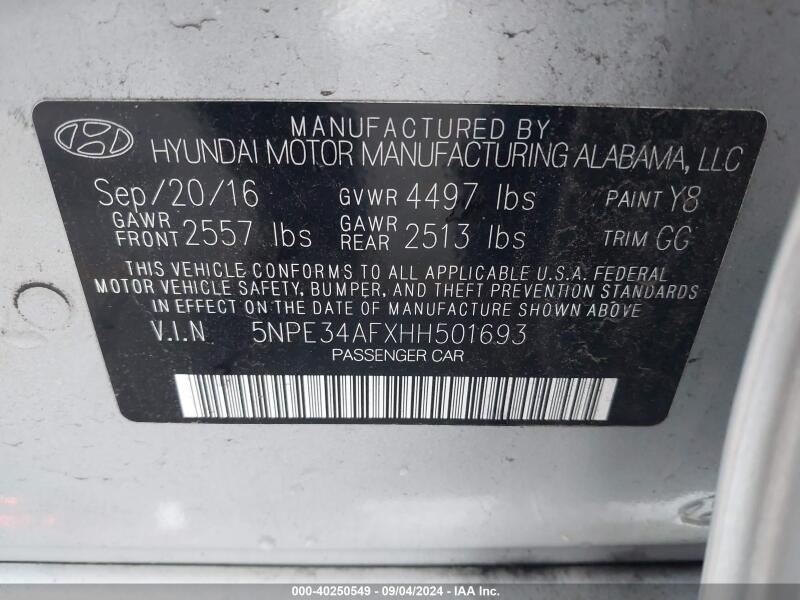 MANUFACTURED BY
HYUNDAI MOTOR MANUFACTURING ALABAMA, LLC
Sep/20/16 GVWR 4497 lbs PAINT Y8
GAWR FRONT 2557 lbs GAWR REAR 2513 lbs TRIM GG
THIS VEHICLE CONFORMS TO ALL APPLICABLE U.S.A. FEDERAL
MOTOR VEHICLE SAFETY, BUMPER, AND THEFT PREVENTION STANDARDS
IN EFFECT ON THE DATE OF MANUFACTURE SHOWN ABOVE.
V.I.N 5NPE34AFXHH501693
PASSENGER CAR
000-40250549 - 09/04/2024 - IAA Inc.